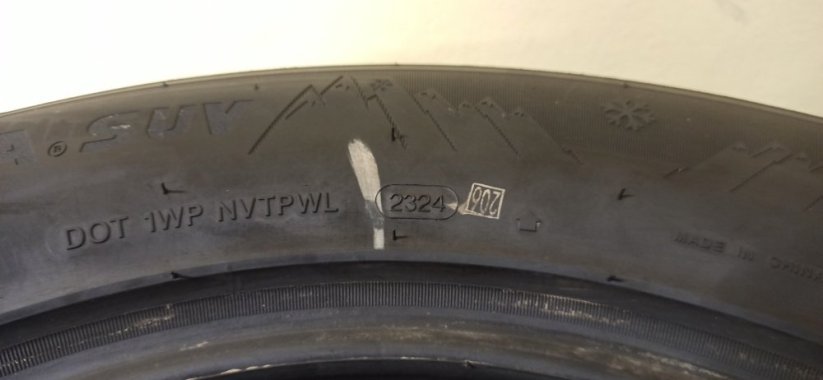 A.SUV
®
DOT 1WP NVTPWL 2324 206
MADE IN CHINA